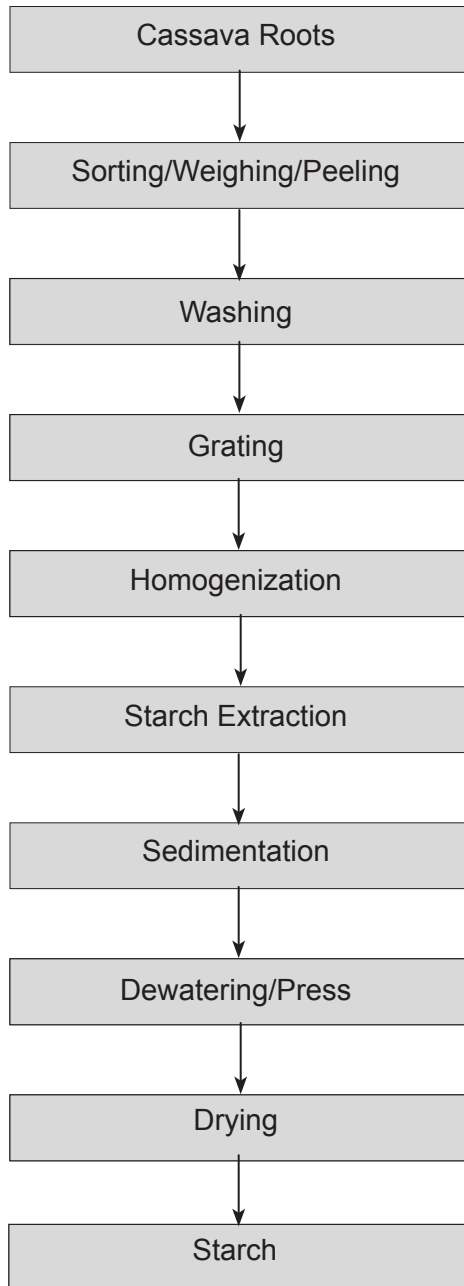 Cassava Roots
Sorting/Weighing/Peeling
Washing
Grating
Homogenization
Starch Extraction
Sedimentation
Dewatering/Press
Drying
Starch